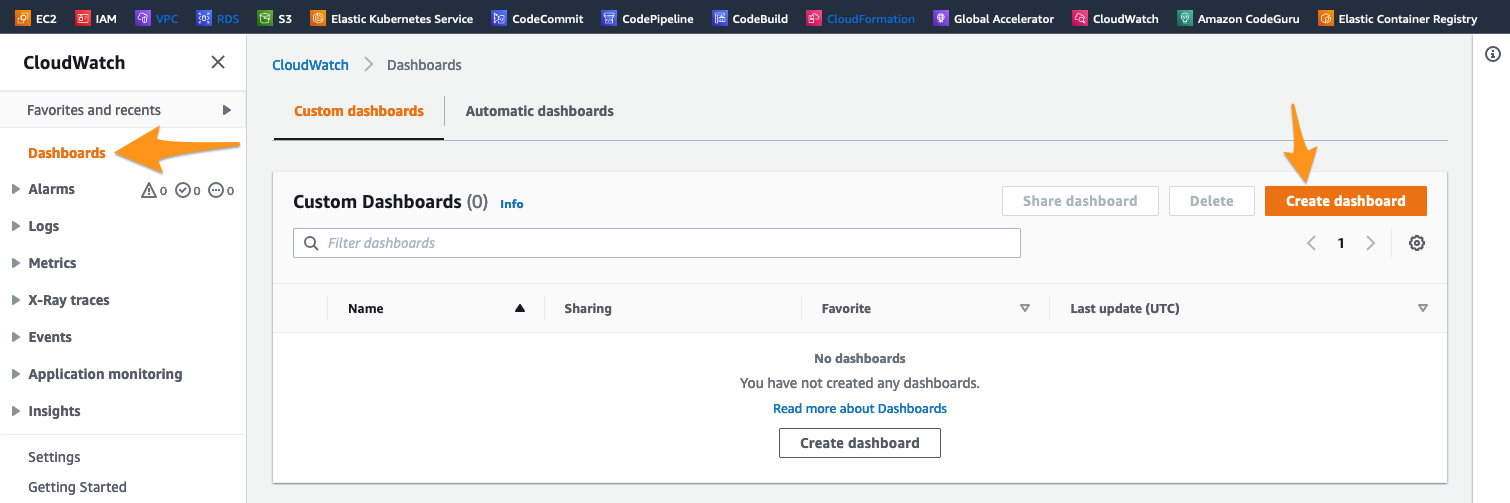 EC2 IAM VPC RDS S3 Elastic Kubernetes Service CodeCommit CodePipeline CodeBuild CloudFormation Global Accelerator CloudWatch Amazon CodeGuru Elastic Container Registry
CloudWatch
Favorites and recents
Dashboards
Alarms 0 0 0
Logs
Metrics
X-Ray traces
Events
Application monitoring
Insights
Settings
Getting Started
CloudWatch Dashboards
Custom dashboards Automatic dashboards
Custom Dashboards (0) Info Share dashboard Delete Create dashboard
Filter dashboards 1
Name Sharing Favorite Last update (UTC)
No dashboards
You have not created any dashboards.
Read more about Dashboards
Create dashboard